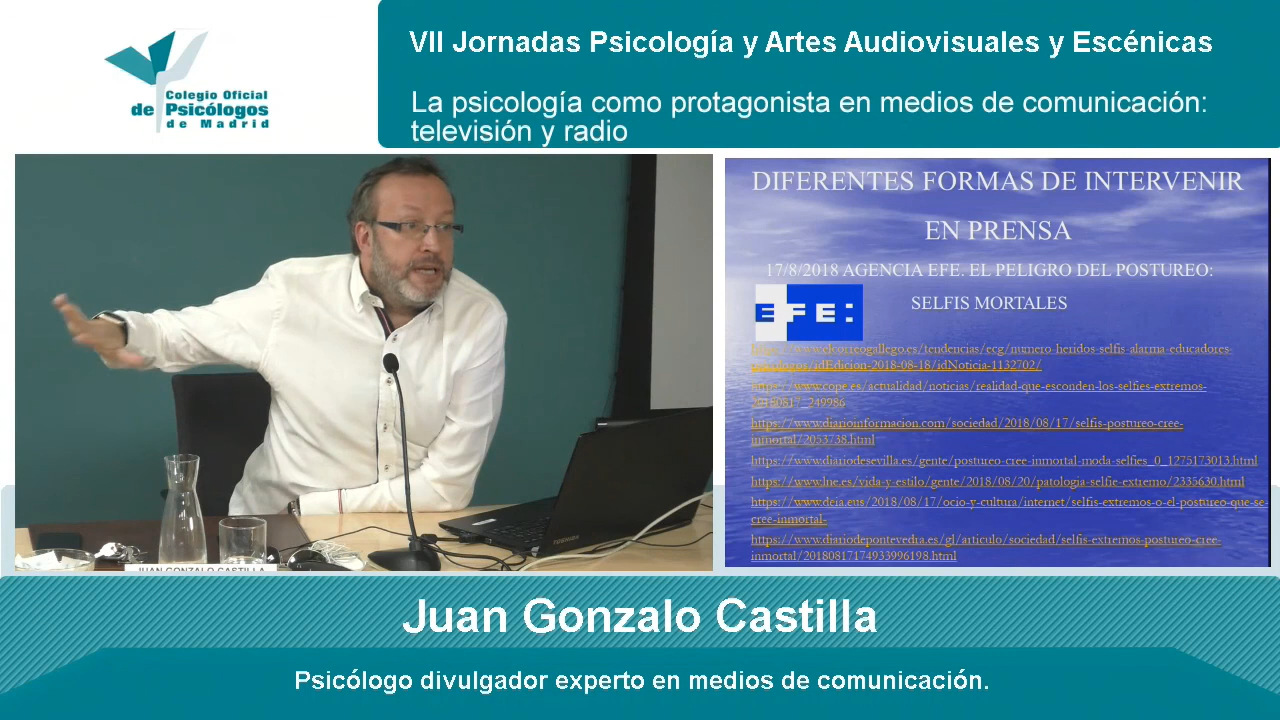 Colegio Oficial
de Psicólogos
de Madrid
VII Jornadas Psicología y Artes Audiovisuales y Escénicas
La psicología como protagonista en medios de comunicación:
televisión y radio
DIFERENTES FORMAS DE INTERVENIR
EN PRENSA
17/8/2018 AGENCIA EFE. EL PELIGRO DEL POSTUREO:
SELFIS MORTALES
EFE:
https://www.elcorreogallego.es/tendencias/ecg/numero-heridos-selfis-alarma-educadores-
psicologos/idEdicion-2018-08-18/idNoticia-1132702/
https://www.cope.es/actualidad/noticias/realidad-que-esconden-los-selfies-extremos-
20180817_249986
https://www.diarioinformacion.com/sociedad/2018/08/17/selfis-postureo-cree-
inmortal/2053738.html
https://www.diariodesevilla.es/gente/postureo-cree-inmortal-moda-selfies_0_1275173013.html
https://www.lne.es/vida-y-estilo/gente/2018/08/20/patologia-selfie-extremo/2335630.html
https://www.deia.eus/2018/08/17/ocio-y-cultura/internet/selfis-extremos-o-el-postureo-que-se-
cree-inmortal-
https://www.diariodepontevedra.es/gl/articulo/sociedad/selfis-extremos-postureo-cree-
inmortal/20180817174933996198.html
TOSHIBA
JUAN GONZALO CASTILLA
Juan Gonzalo Castilla
Psicólogo divulgador experto en medios de comunicación.